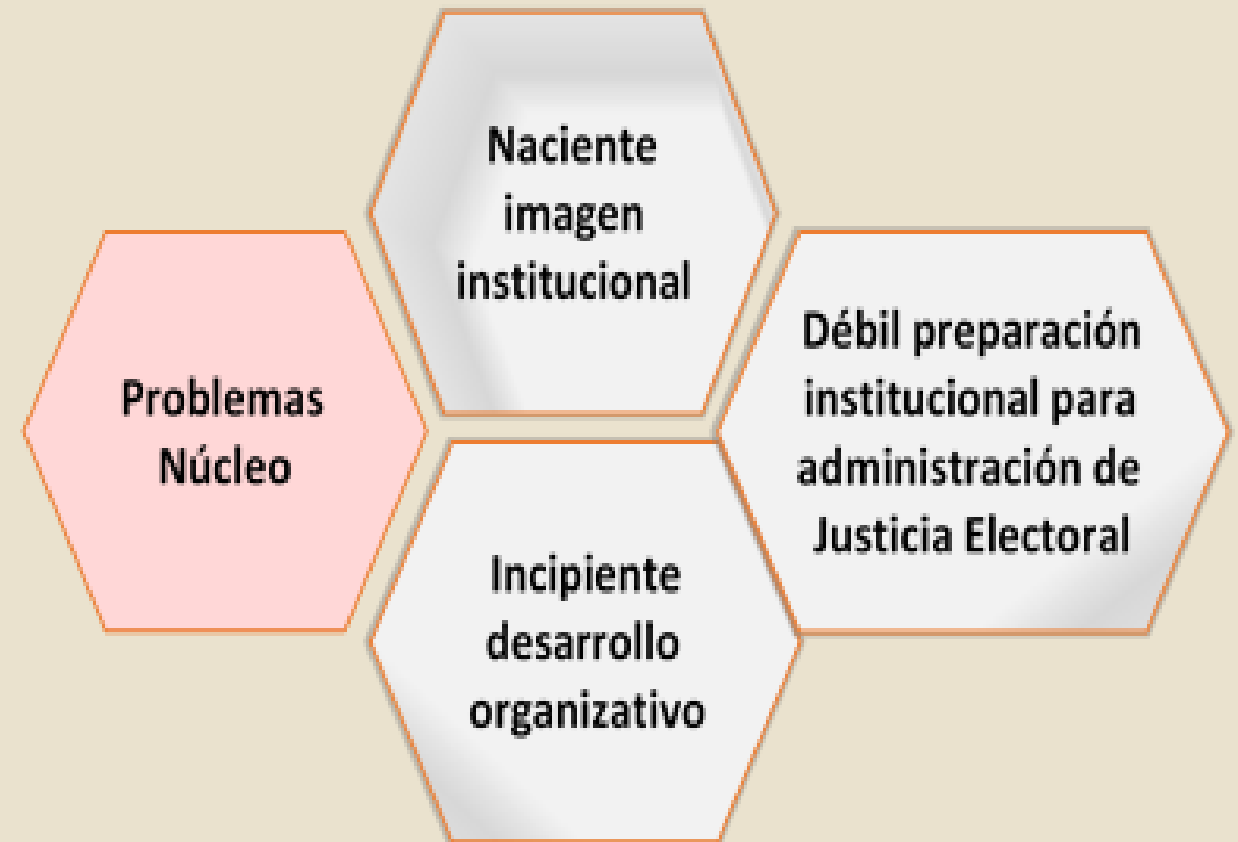 Problemas
Núcleo
Naciente
imagen
institucional
Incipiente
desarrollo
organizativo
Débil preparación
institucional para
administración de
Justicia Electoral